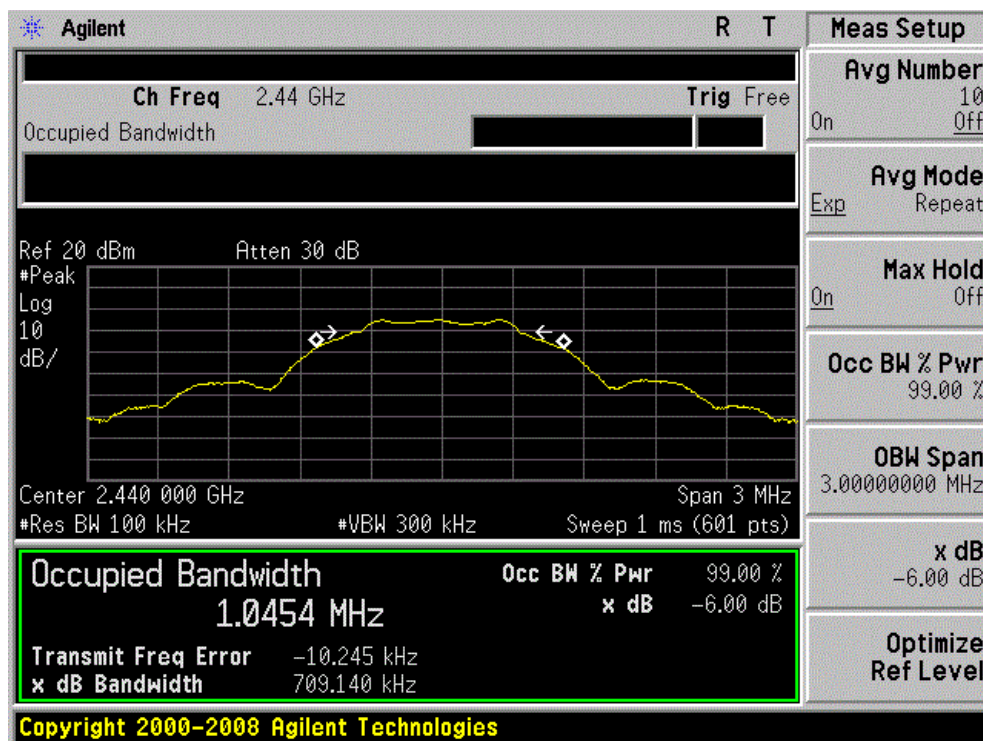 Agilent R T
Ch Freq 2.44 GHz Trig Free
Occupied Bandwidth
Ref 20 dBm Atten 30 dB
#Peak
Log
10
dB/
Center 2.440 000 GHz Span 3 MHz
#Res BW 100 kHz #VBW 300 kHz Sweep 1 ms (601 pts)
Occupied Bandwidth Occ BW % Pwr 99.00 %
1.0454 MHz x dB -6.00 dB
Transmit Freq Error -10.245 kHz
x dB Bandwidth 709.140 kHz
Copyright 2000-2008 Agilent Technologies
Meas Setup
Avg Number
10
On Off
Avg Mode
Exp Repeat
Max Hold
On Off
Occ BW % Pwr
99.00 %
OBW Span
3.00000000 MHz
x dB
-6.00 dB
Optimize
Ref Level